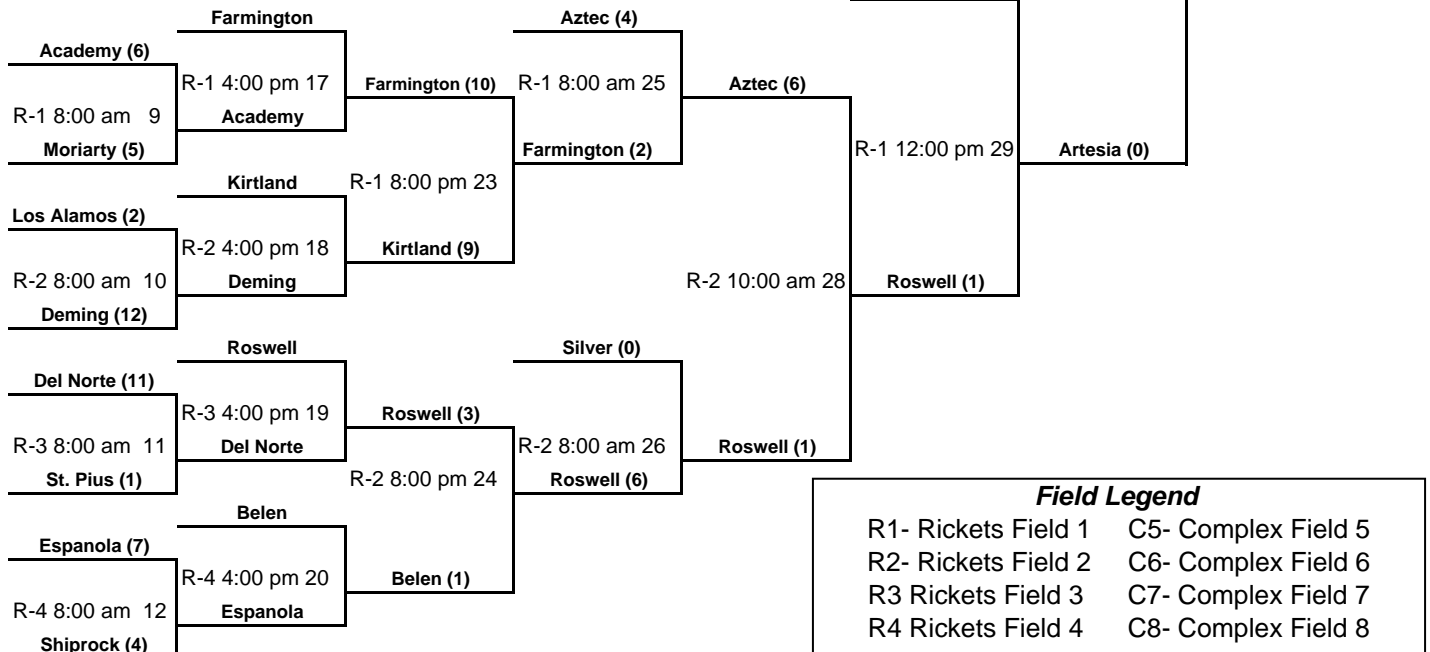 Farmington
Aztec (4)
Academy (6)
R-1 4:00 pm 17
Farmington (10)
R-1 8:00 am 25
Aztec (6)
R-1 8:00 am 9
Academy
Moriarty (5)
Farmington (2)
R-1 12:00 pm 29
Artesia (0)
Kirtland
R-1 8:00 pm 23
Los Alamos (2)
R-2 4:00 pm 18
Kirtland (9)
R-2 8:00 am 10
Deming
R-2 10:00 am 28
Roswell (1)
Deming (12)
Roswell
Silver (0)
Del Norte (11)
R-3 4:00 pm 19
Roswell (3)
R-3 8:00 am 11
Del Norte
R-2 8:00 am 26
Roswell (1)
St. Pius (1)
R-2 8:00 pm 24
Roswell (6)
Belen
Espanola (7)
R-4 4:00 pm 20
Belen (1)
R-4 8:00 am 12
Espanola
Shiprock (4)
Field Legend
R1- Rickets Field 1 C5- Complex Field 5
R2- Rickets Field 2 C6- Complex Field 6
R3 Rickets Field 3 C7- Complex Field 7
R4 Rickets Field 4 C8- Complex Field 8